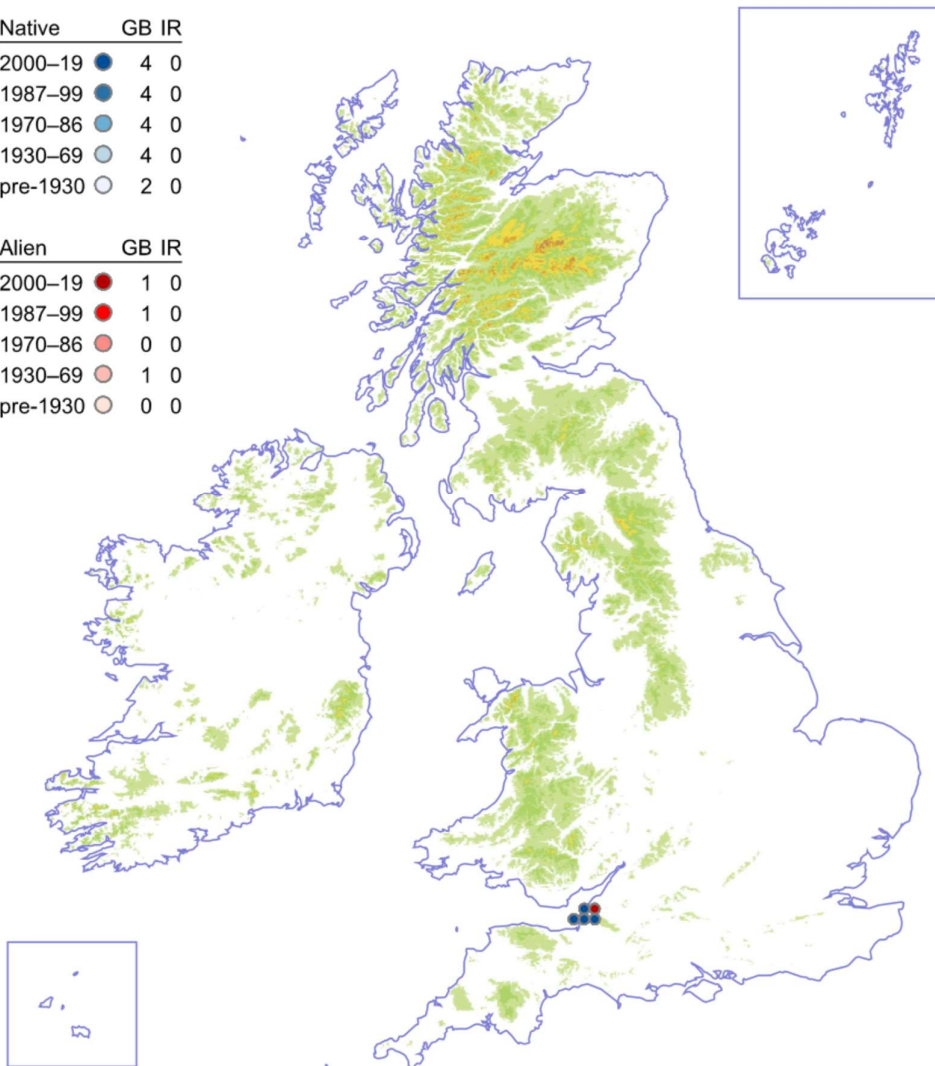 Native GB IR
2000–19 4 0
1987–99 4 0
1970–86 4 0
1930–69 4 0
pre-1930 2 0
Alien GB IR
2000–19 1 0
1987–99 1 0
1970–86 0 0
1930–69 1 0
pre-1930 0 0